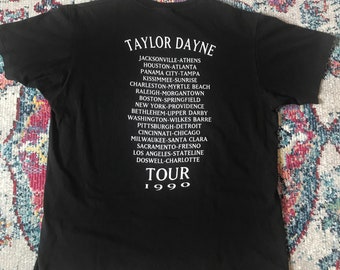 TAYLOR DAYNE
JACKSONVILLE-ATHENS
HOUSTON-ATLANTA
PANAMA CITY-TAMPA
KISSIMMEE-SUNRISE
CHARLESTON-MYRTLE BEACH
RALEIGH-MORGANTOWN
BOSTON-SPRINGFIELD
NEW YORK-PROVIDENCE
BETHLEHEM-UPPER DARBY
WASHINGTON-WILKES BARRE
PITTSBURGH-DETROIT
CINCINNATI-CHICAGO
MILWAUKEE-SANTA CLARA
SACRAMENTO-FRESNO
LOS ANGELES-STATELINE
DOSWELL-CHARLOTTE
TOUR
1990